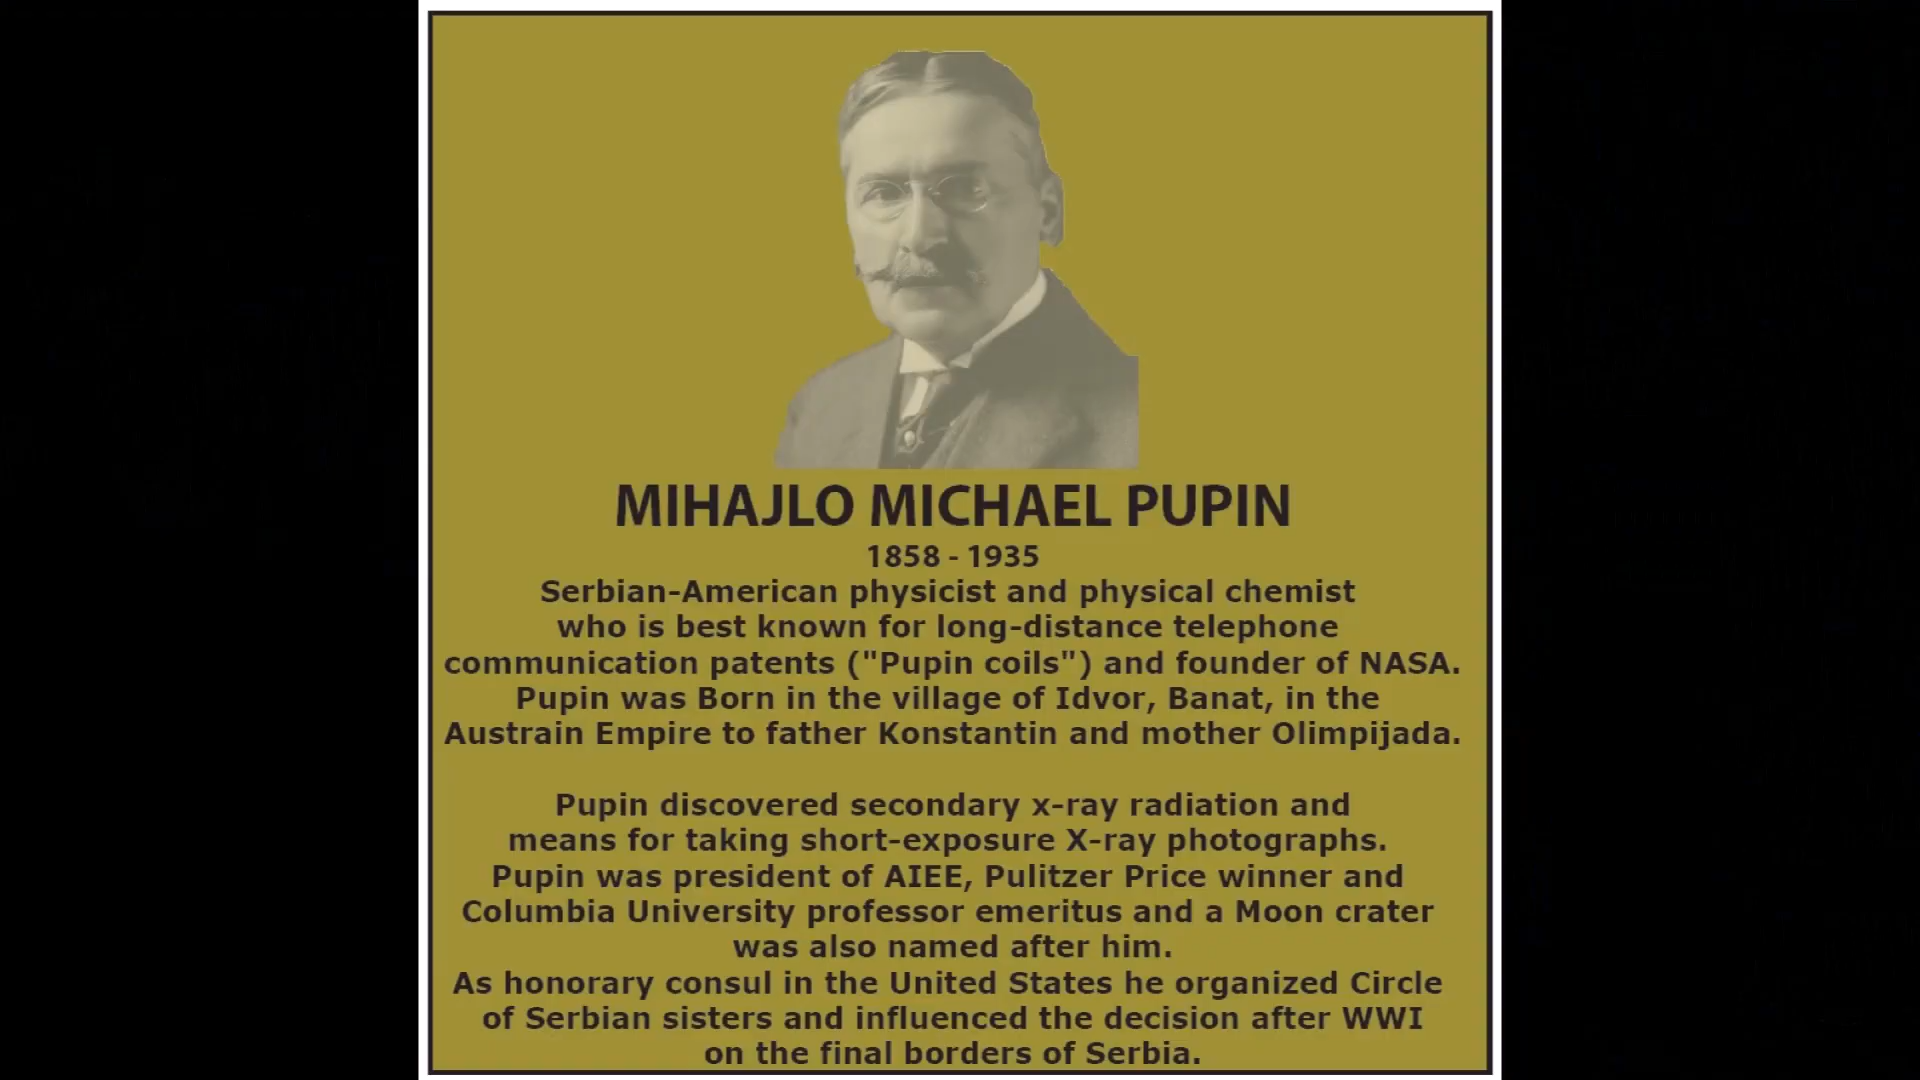 MIHAJLO MICHAEL PUPIN
1858 - 1935
Serbian-American physicist and physical chemist
who is best known for long-distance telephone
communication patents ("Pupin coils") and founder of NASA.
Pupin was Born in the village of Idvor, Banat, in the
Austrain Empire to father Konstantin and mother Olimpijada.
Pupin discovered secondary x-ray radiation and
means for taking short-exposure X-ray photographs.
Pupin was president of AIEE, Pulitzer Price winner and
Columbia University professor emeritus and a Moon crater
was also named after him.
As honorary consul in the United States he organized Circle
of Serbian sisters and influenced the decision after WWI
on the final borders of Serbia.